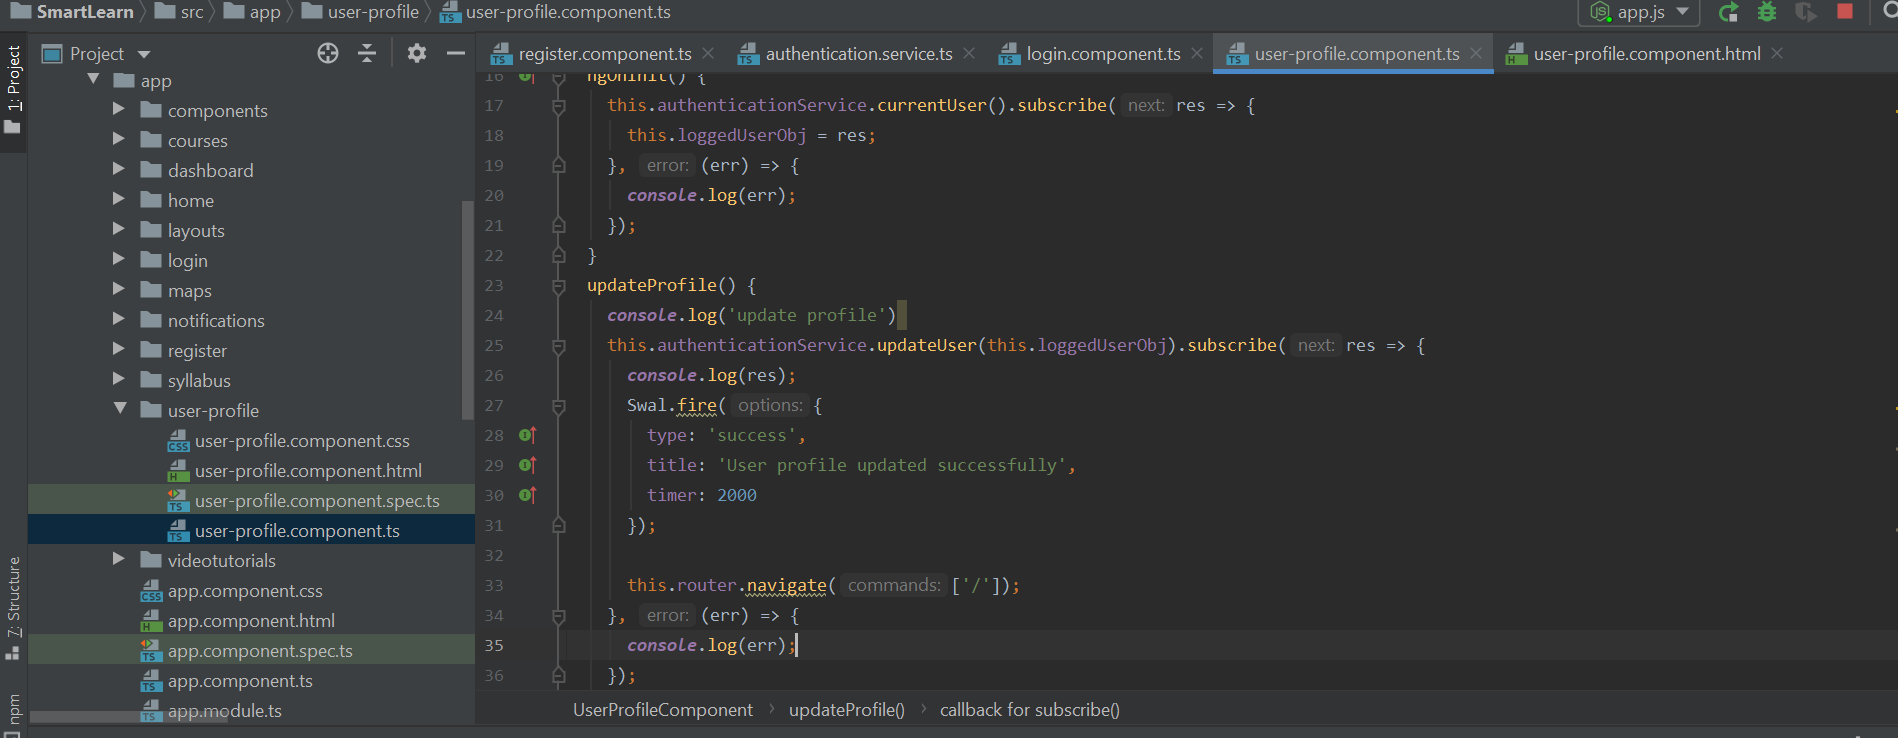 SmartLearn src app user-profile user-profile.component.ts
app.js
1: Project
Project
register.component.ts authentication.service.ts login.component.ts user-profile.component.ts user-profile.component.html
app
components
courses
dashboard
home
layouts
login
maps
notifications
register
syllabus
user-profile
user-profile.component.css
user-profile.component.html
user-profile.component.spec.ts
user-profile.component.ts
videotutorials
app.component.css
app.component.html
app.component.spec.ts
app.component.ts
app.module.ts
7: Structure
npm
16 ngOnInit() {
17 this.authenticationService.currentUser().subscribe( next: res => {
18 this.loggedUserObj = res;
19 }, error: (err) => {
20 console.log(err);
21 });
22 }
23 updateProfile() {
24 console.log('update profile')
25 this.authenticationService.updateUser(this.loggedUserObj).subscribe( next: res => {
26 console.log(res);
27 Swal.fire( options: {
28 type: 'success',
29 title: 'User profile updated successfully',
30 timer: 2000
31 });
32
33 this.router.navigate( commands: ['/']);
34 }, error: (err) => {
35 console.log(err);
36 });
UserProfileComponent updateProfile() callback for subscribe()